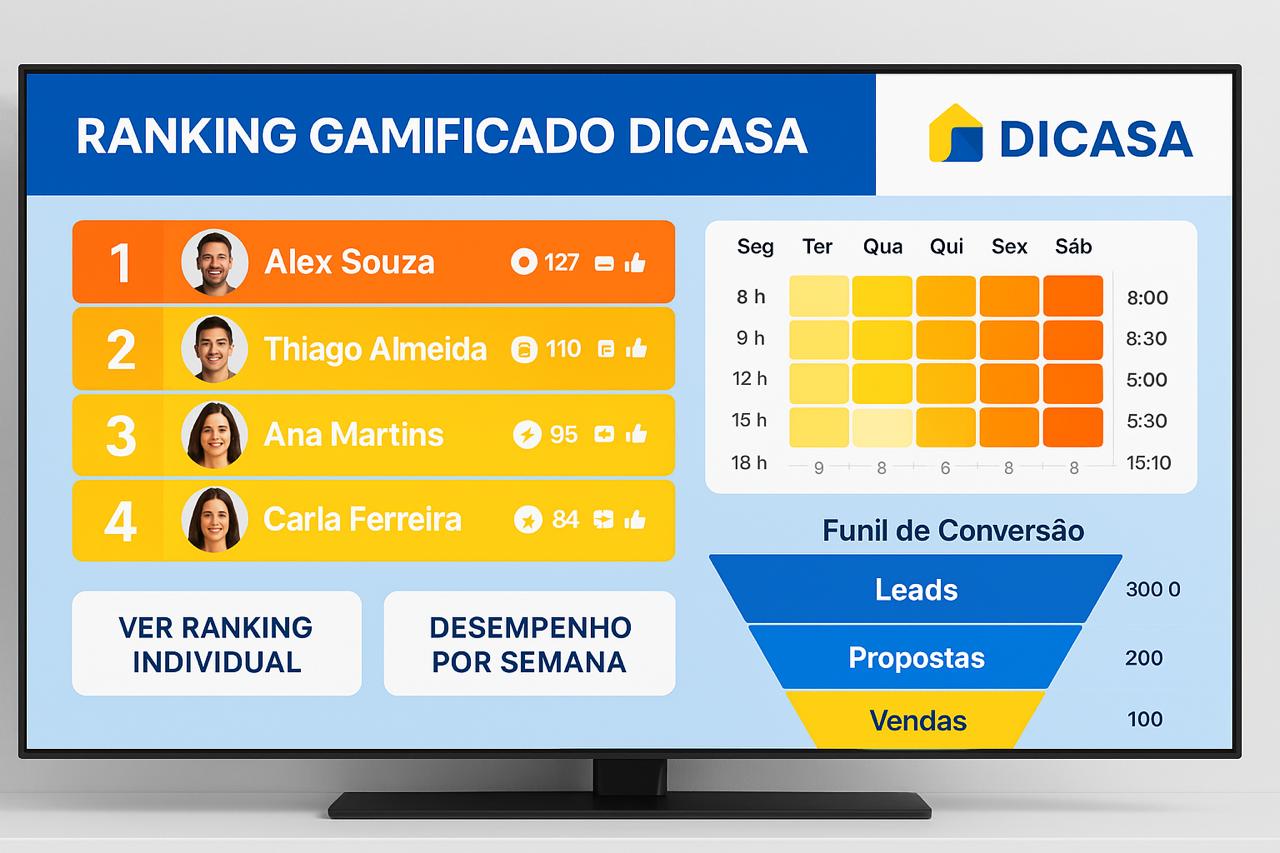 RANKING GAMIFICADO DICASA
DICASA
1 Alex Souza 127
2 Thiago Almeida 110
3 Ana Martins 95
4 Carla Ferreira 84
VER RANKING
INDIVIDUAL
DESEMPENHO
POR SEMANA
Seg Ter Qua Qui Sex Sáb
8 h 8:00
9 h 8:30
12 h 5:00
15 h 5:30
18 h 9 8 6 8 8 15:10
Funil de Conversâo
Leads 300 0
Propostas 200
Vendas 100